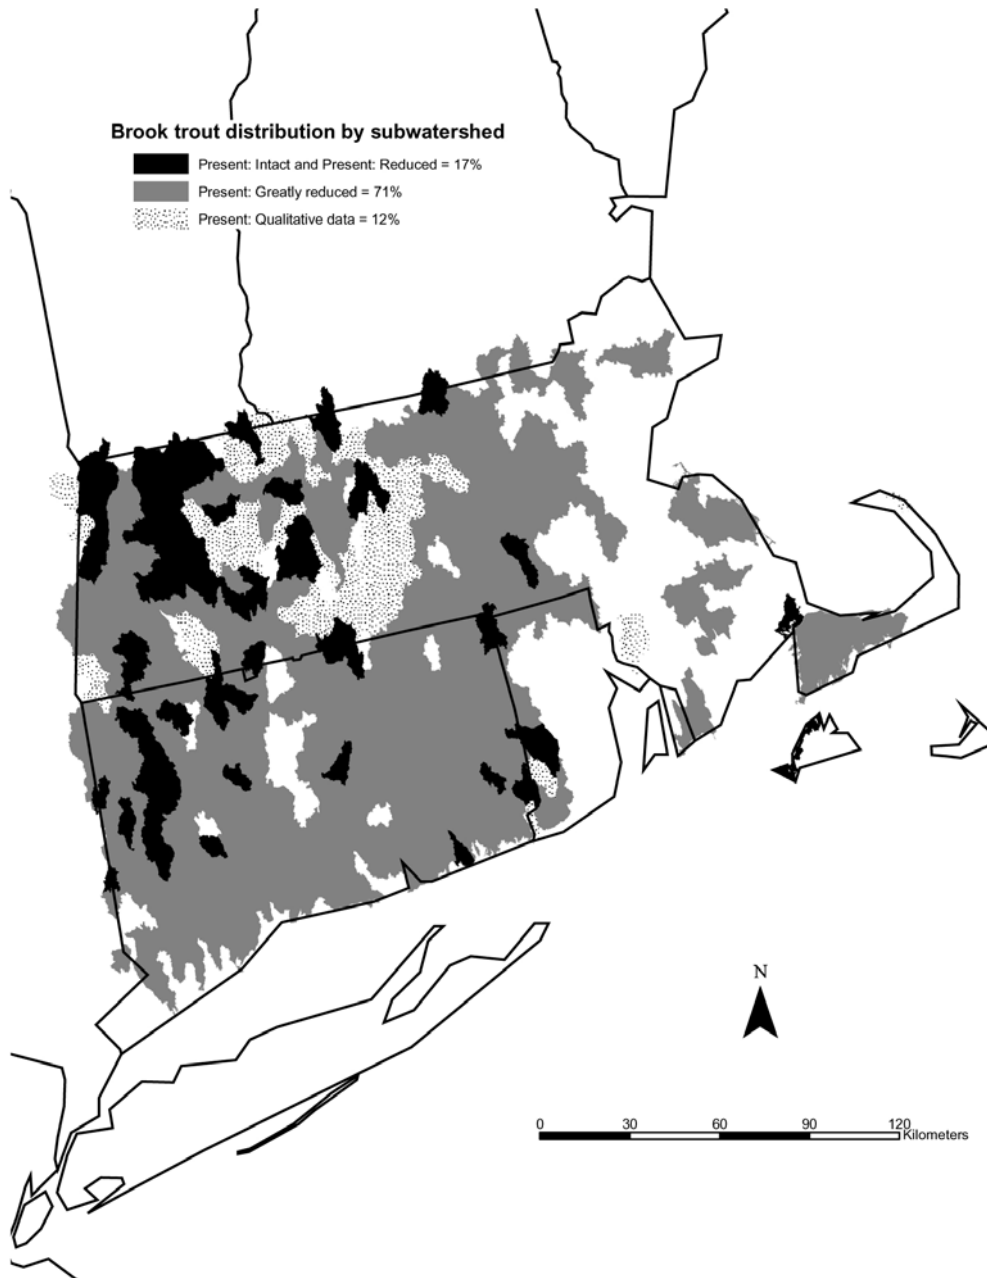 Brook trout distribution by subwatershed
Present: Intact and Present: Reduced = 17%
Present: Greatly reduced = 71%
Present: Qualitative data = 12%
N
0 30 60 90 120
Kilometers